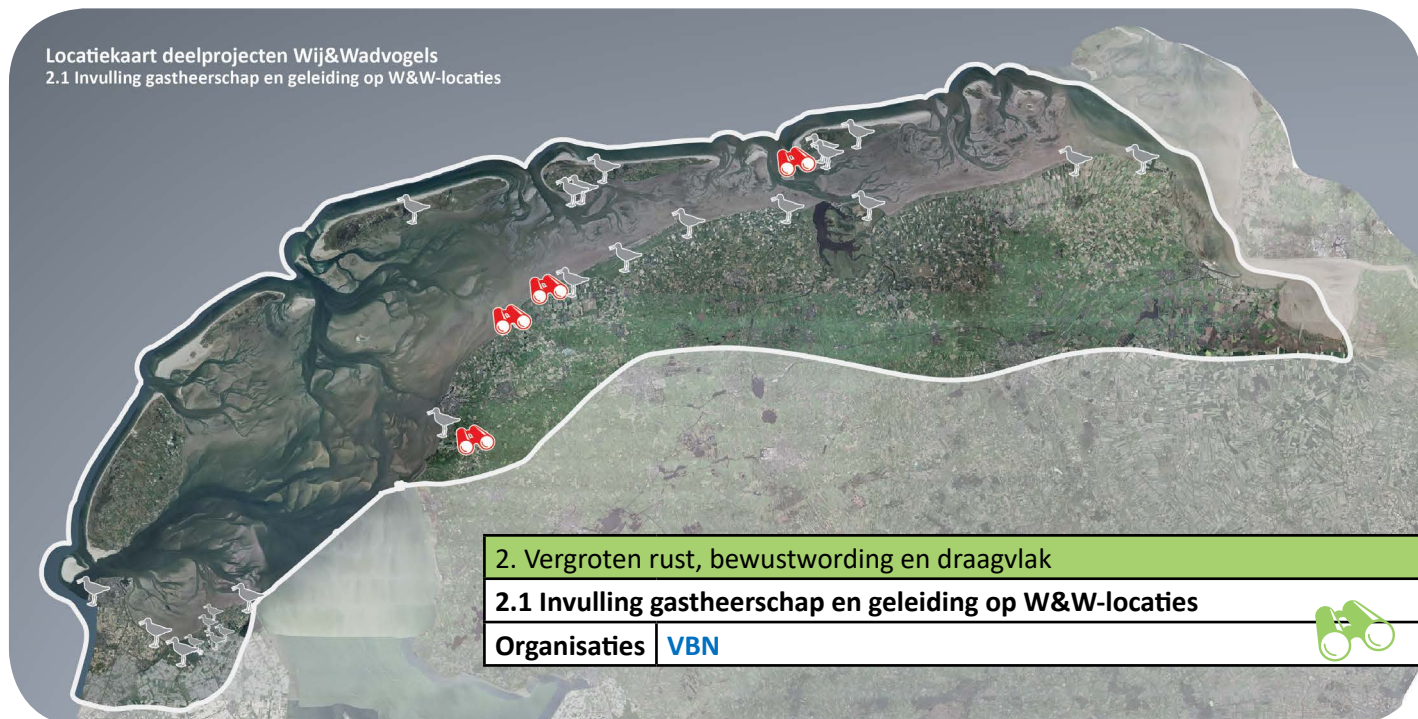 Locatiekaart deelprojecten Wij&Wadvogels
2.1 Invulling gastheerschap en geleiding op W&W-locaties
2. Vergroten rust, bewustwording en draagvlak
2.1 Invulling gastheerschap en geleiding op W&W-locaties
Organisaties VBN